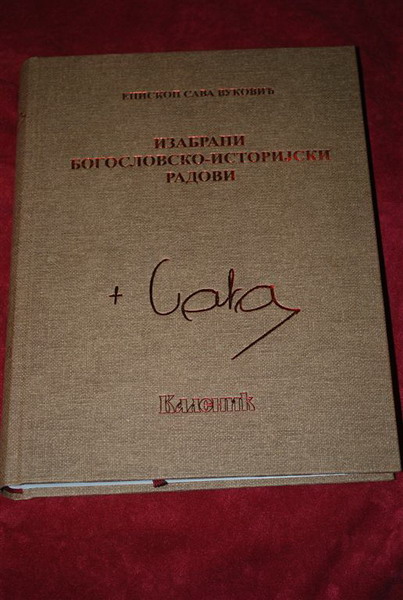 ЕПИСКОП САВА ВУКОВИЋ
ИЗАБРАНИ
БОГОСЛОВСКО-ИСТОРИЈСКИ
РАДОВИ
+ Сава
Каленић